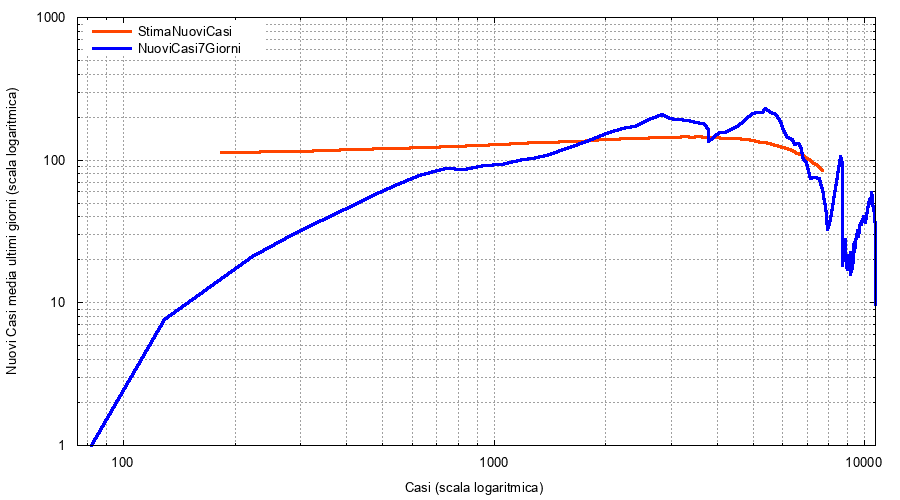 1000
StimaNuoviCasi
NuoviCasi7Giorni
100
10
1
100
1000
10000
Nuovi Casi media ultimi giorni (scala logaritmica)
Casi (scala logaritmica)